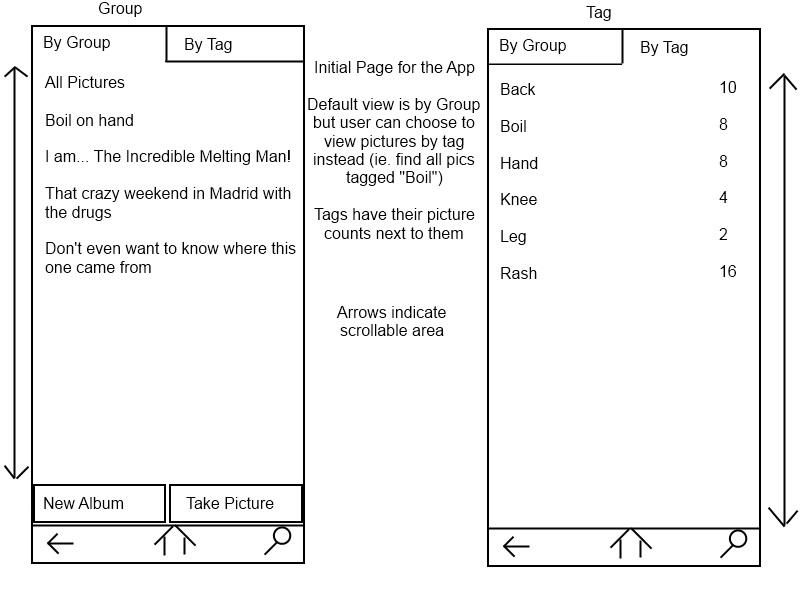 Group
By Group
By Tag
All Pictures
Boil on hand
I am... The Incredible Melting Man!
That crazy weekend in Madrid with
the drugs
Don't even want to know where this
one came from
New Album
Take Picture
Initial Page for the App
Default view is by Group
but user can choose to
view pictures by tag
instead (ie. find all pics
tagged "Boil")
Tags have their picture
counts next to them
Arrows indicate
scrollable area
Tag
By Group
By Tag
Back 10
Boil 8
Hand 8
Knee 4
Leg 2
Rash 16